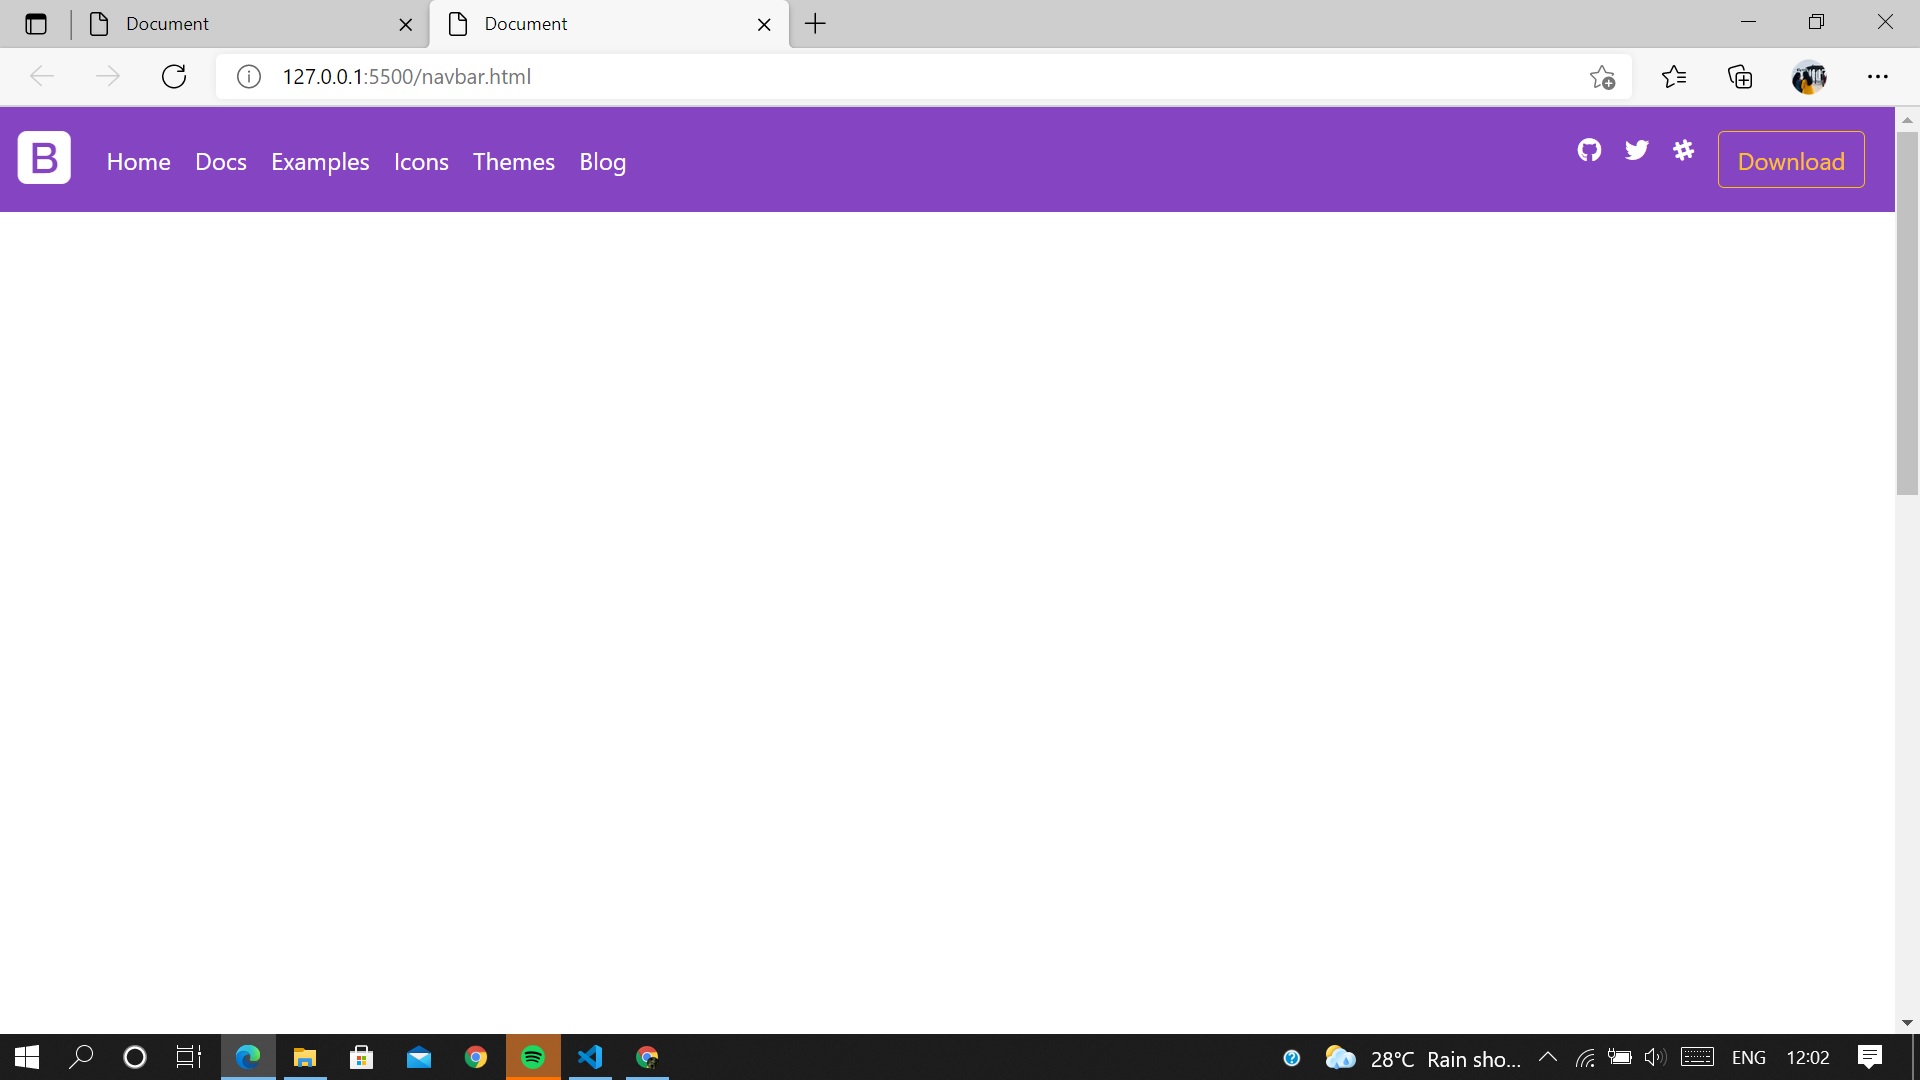 Document
Document
127.0.0.1:5500/navbar.html
B Home Docs Examples Icons Themes Blog
Download
28°C Rain sho... ENG 12:02